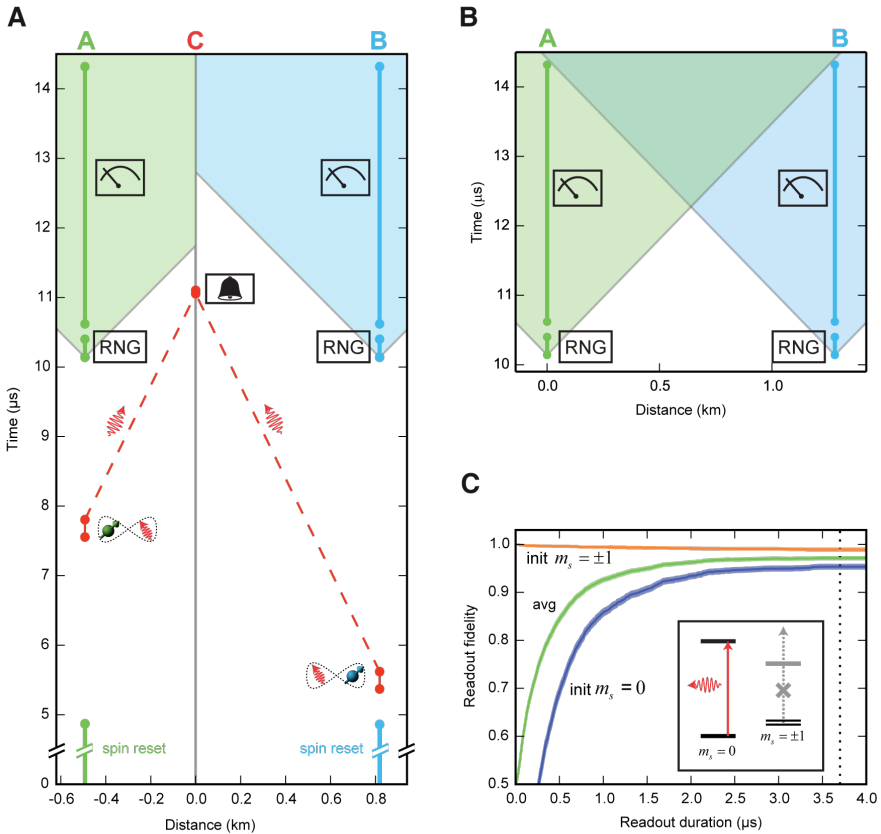 A
A C B
14
13
12
11
10
9
8
7
6
5
0
Time (µs)
RNG
RNG
spin reset
spin reset
-0.6 -0.4 -0.2 0.0 0.2 0.4 0.6 0.8
Distance (km)
B
A B
14
13
12
11
10
Time (µs)
RNG
RNG
0.0 0.5 1.0
Distance (km)
C
1.0
0.9
0.8
0.7
0.6
0.5
Readout fidelity
init ms = ±1
avg
init ms = 0
ms = 0
ms = ±1
0.0 0.5 1.0 1.5 2.0 2.5 3.0 3.5 4.0
Readout duration (µs)